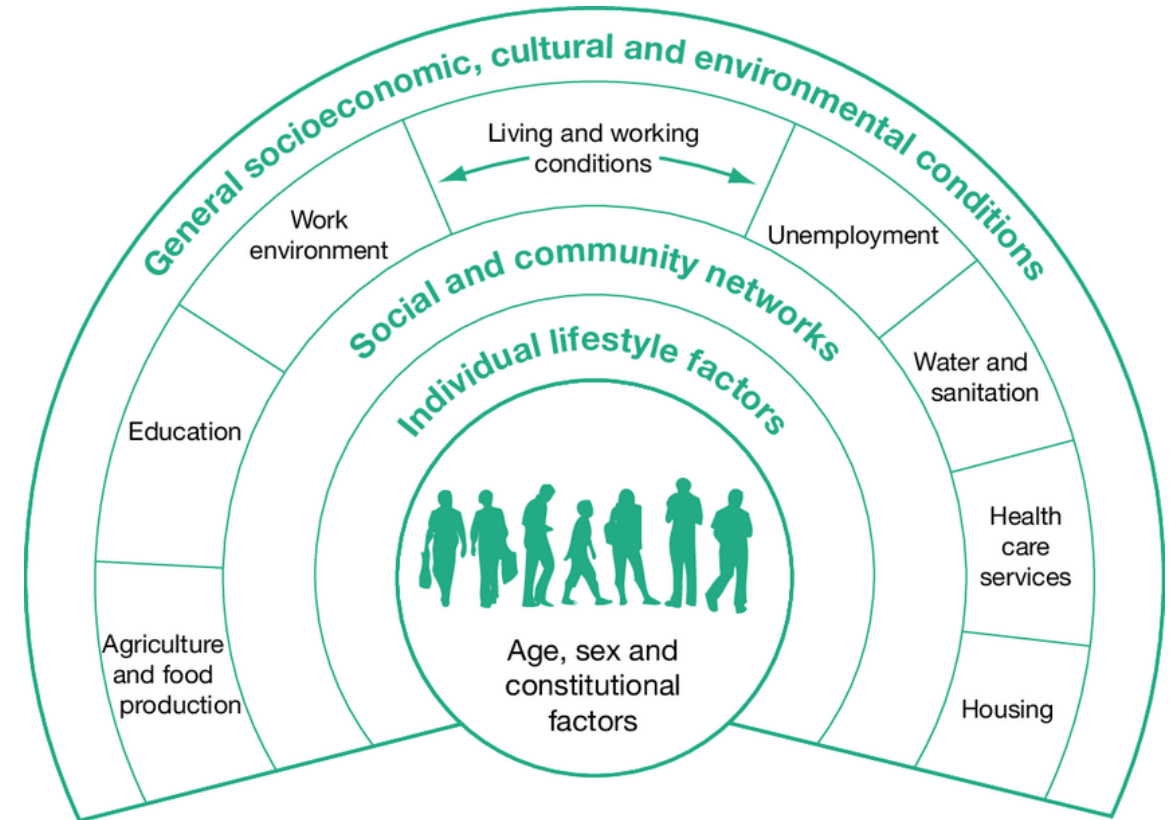 General socioeconomic, cultural and environmental conditions
Living and working
conditions
Work
environment
Unemployment
Social and community networks
Individual lifestyle factors
Water and
sanitation
Education
Health
care
services
Agriculture
and food
production
Age, sex and
constitutional
factors
Housing